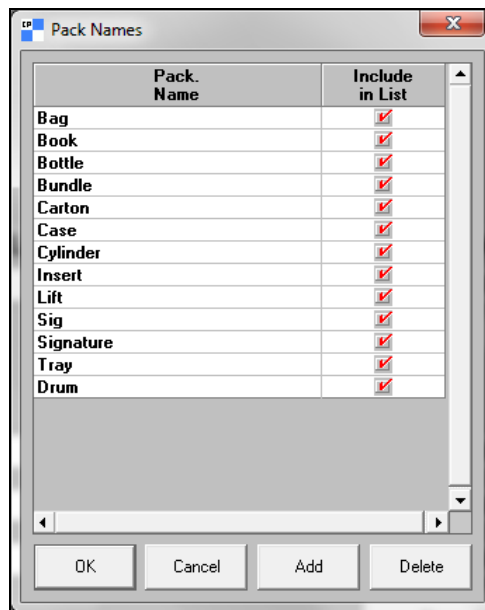 CP Pack Names
Pack. Include
Name in List
Bag
Book
Bottle
Bundle
Carton
Case
Cylinder
Insert
Lift
Sig
Signature
Tray
Drum
OK Cancel Add Delete